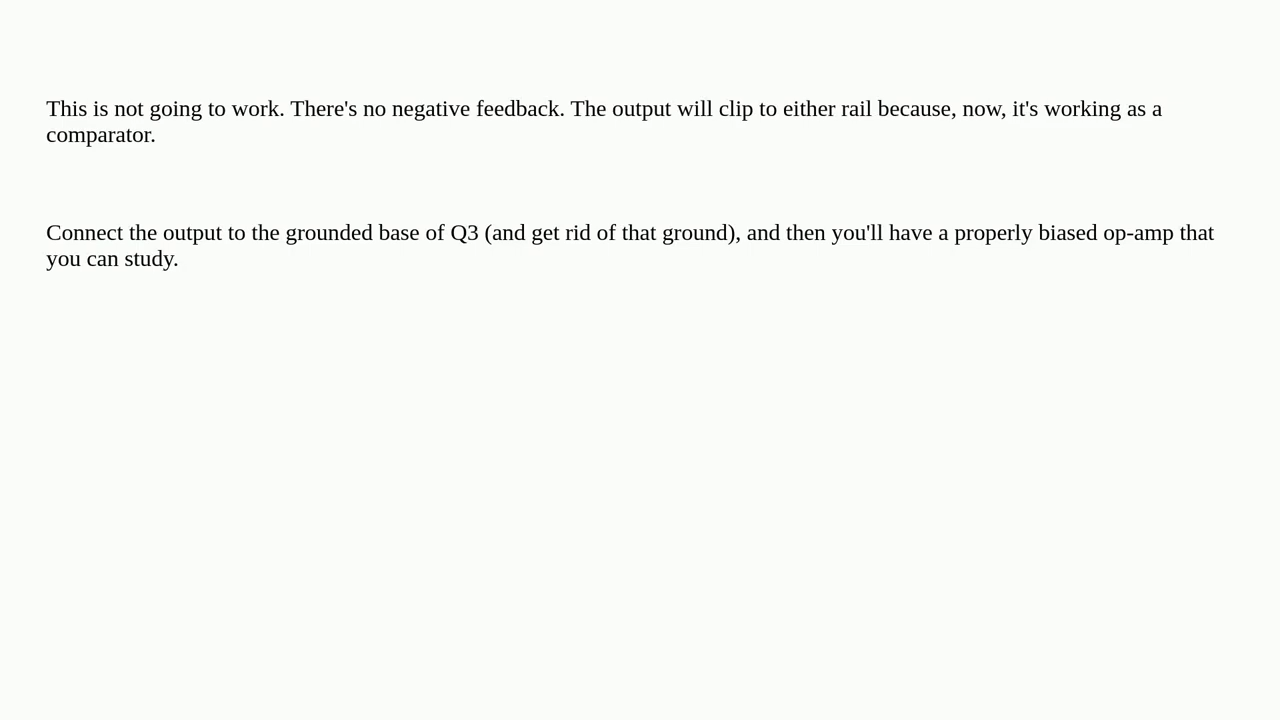 This is not going to work. There's no negative feedback. The output will clip to either rail because, now, it's working as a
comparator.
Connect the output to the grounded base of Q3 (and get rid of that ground), and then you'll have a properly biased op-amp that
you can study.